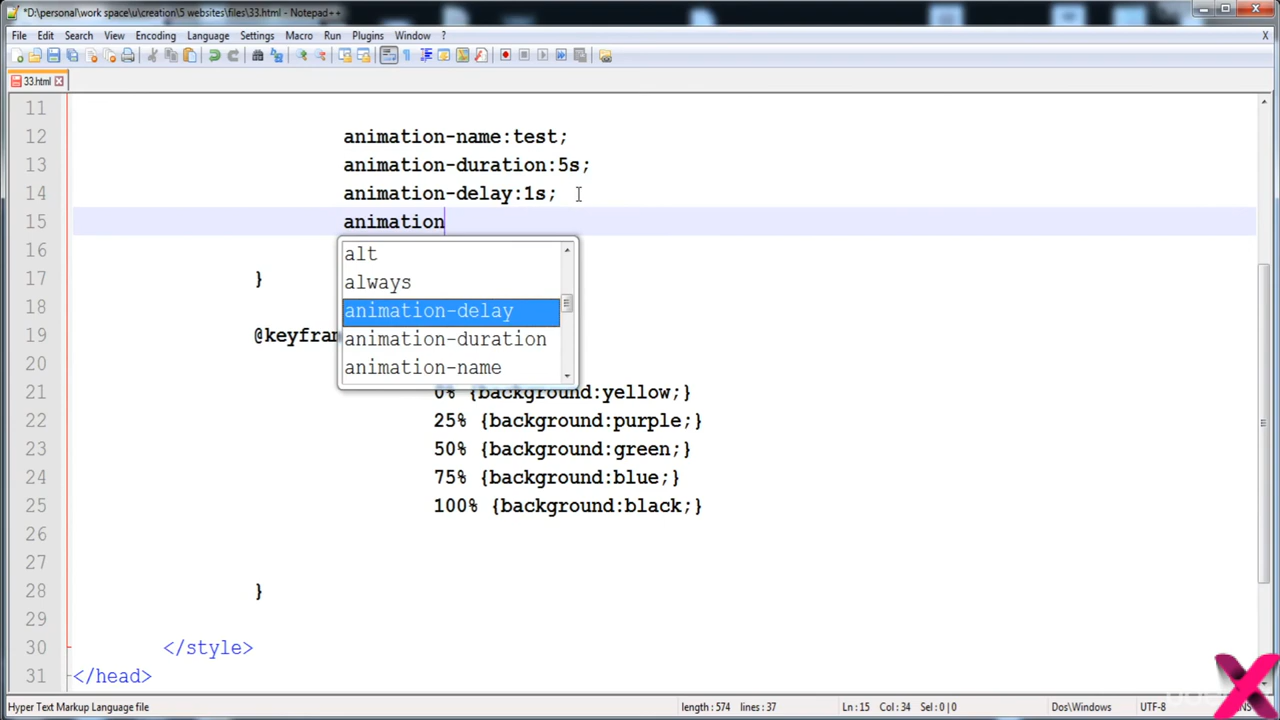 *D:\personal\work space\u\creation\5 websites\files\33.html - Notepad++
File Edit Search View Encoding Language Settings Macro Run Plugins Window ? X
33.html
11
12 animation-name:test;
13 animation-duration:5s;
14 animation-delay:1s;
15 animation
16
alt
always
animation-delay
animation-duration
animation-name
17 }
18
19 @keyfram
20
21 0% {background:yellow;}
22 25% {background:purple;}
23 50% {background:green;}
24 75% {background:blue;}
25 100% {background:black;}
26
27
28 }
29
30 </style>
31 </head>
Hyper Text Markup Language file length : 574 lines : 37 Ln : 15 Col : 34 Sel : 0 | 0 Dos\Windows UTF-8